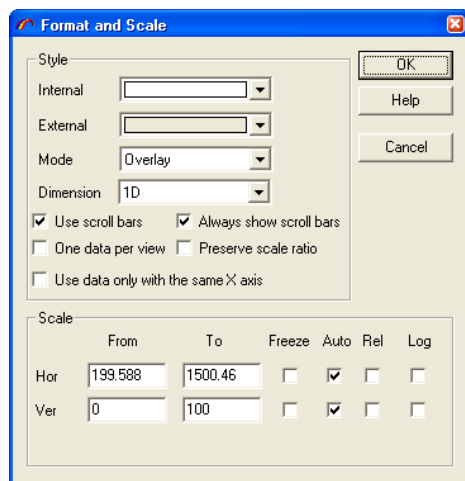 Format and Scale
Style
OK
Internal
Help
External
Mode Overlay
Cancel
Dimension 1D
Use scroll bars Always show scroll bars
One data per view Preserve scale ratio
Use data only with the same X axis
Scale
From To Freeze Auto Rel Log
Hor 199.588 1500.46
Ver 0 100